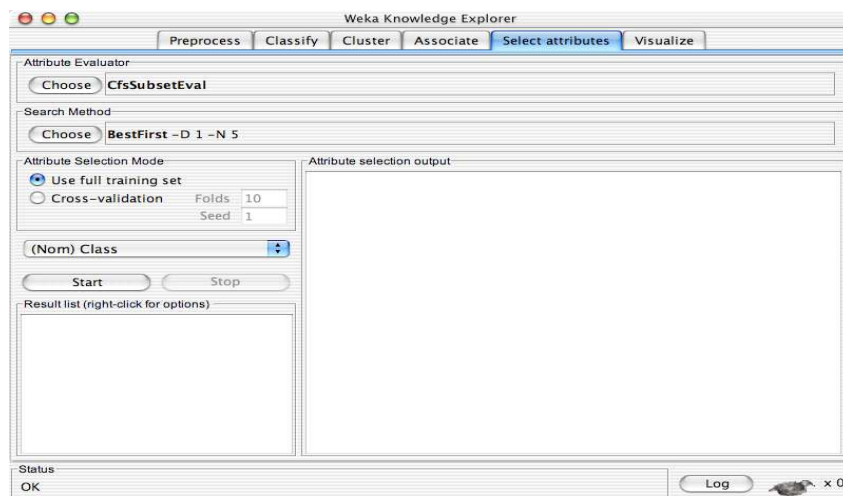 Weka Knowledge Explorer
Preprocess Classify Cluster Associate Select attributes Visualize
Attribute Evaluator
Choose CfsSubsetEval
Search Method
Choose BestFirst -D 1 -N 5
Attribute Selection Mode
Use full training set
Cross-validation Folds 10
Seed 1
(Nom) Class
Start Stop
Result list (right-click for options)
Attribute selection output
Status
OK
Log x 0